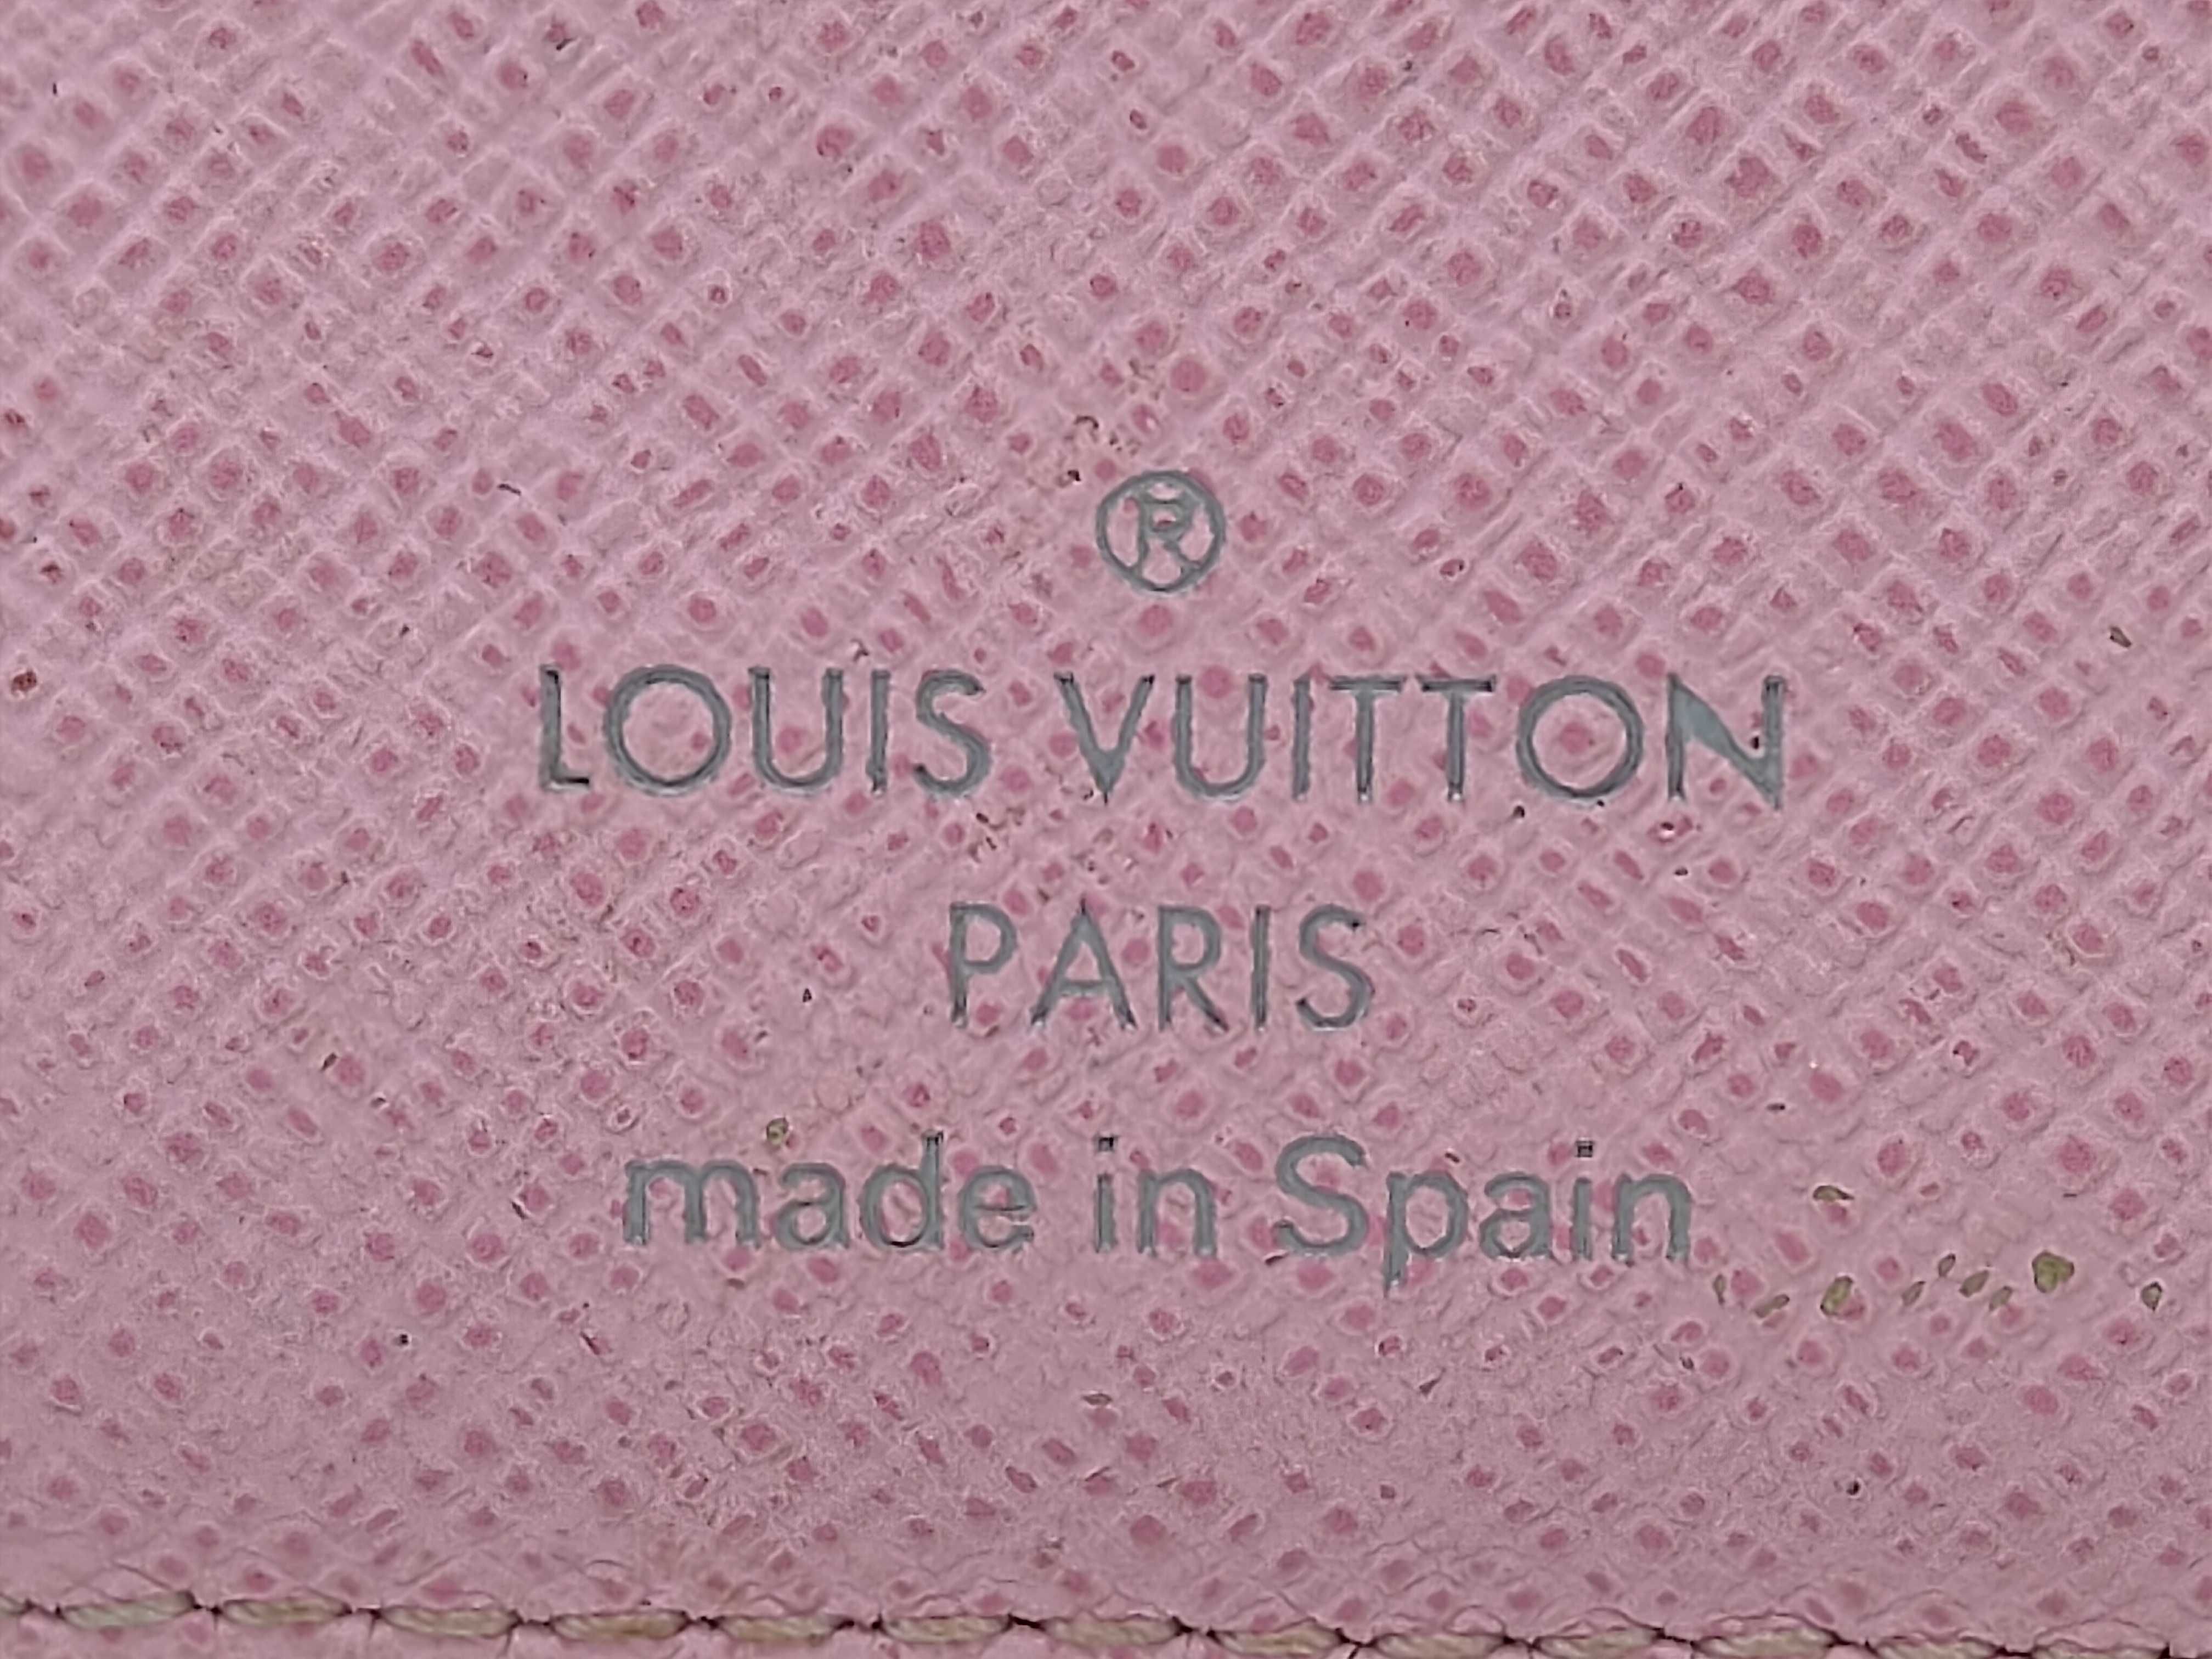 ®
LOUIS VUITTON
PARIS
made in Spain